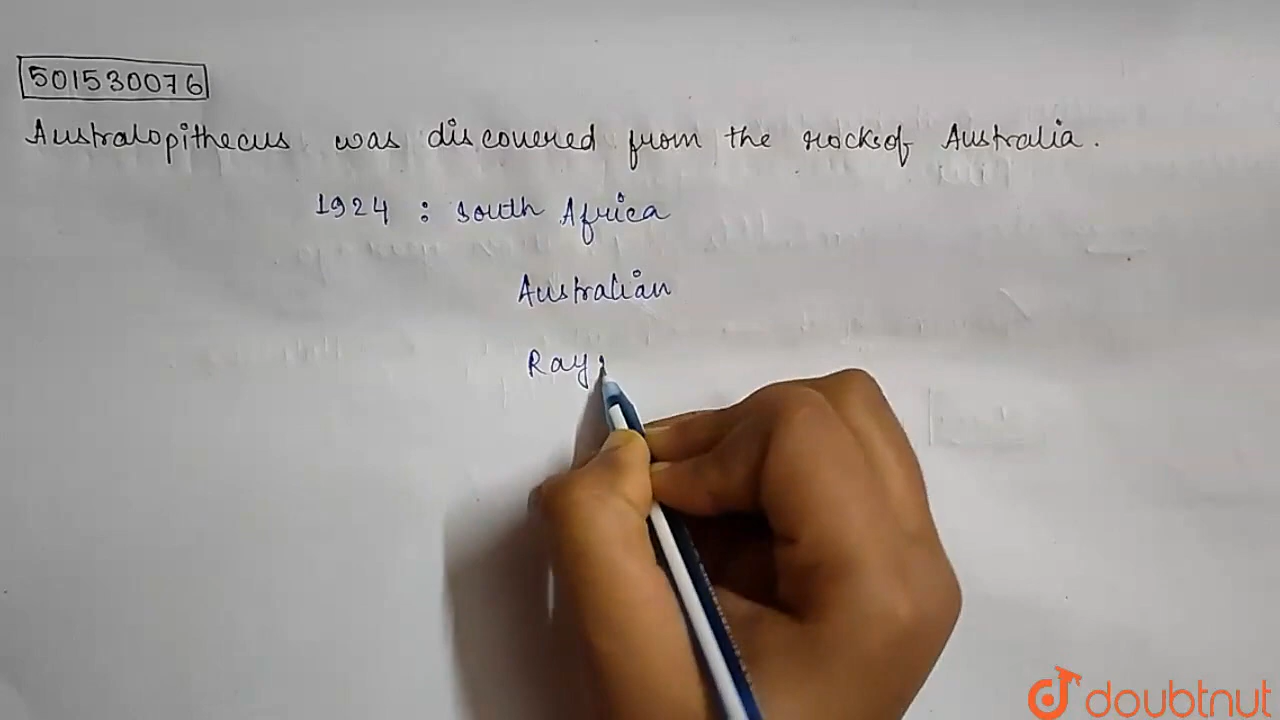 501530076
Australopithecus was discovered from the rocks of Australia.
1924 : South Africa
Australian
Ray
doubtnut